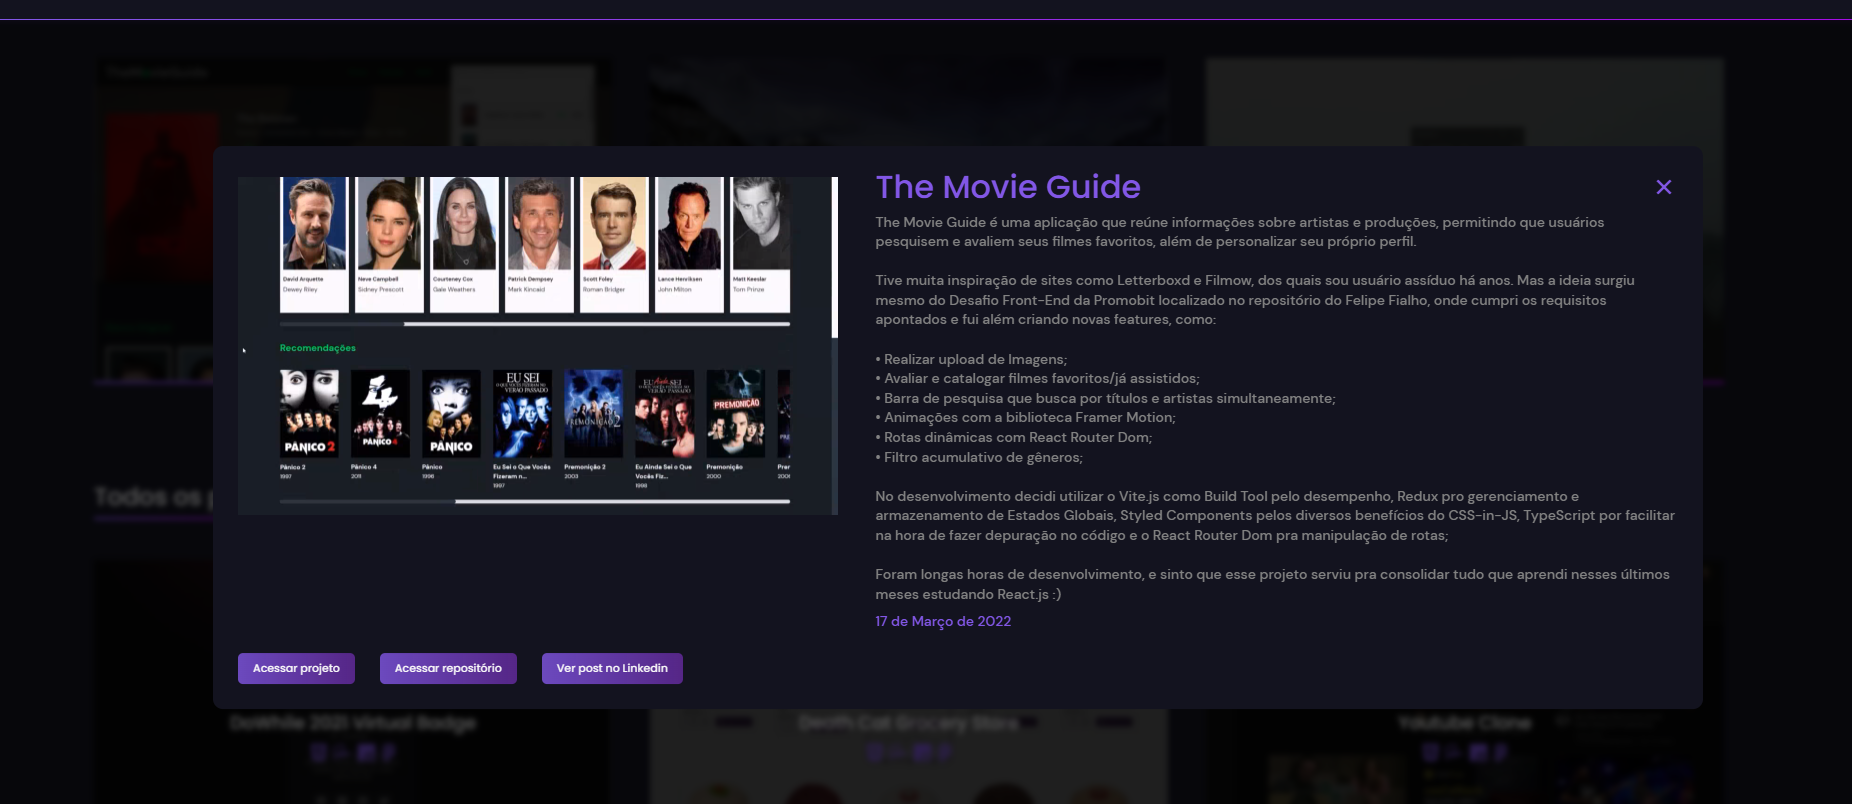 The Movie Guide
The Movie Guide é uma aplicação que reúne informações sobre artistas e produções, permitindo que usuários
pesquisem e avaliem seus filmes favoritos, além de personalizar seu próprio perfil.
Tive muita inspiração de sites como Letterboxd e Filmow, dos quais sou usuário assíduo há anos. Mas a ideia surgiu
mesmo do Desafio Front-End da Promobit localizado no repositório do Felipe Fialho, onde cumpri os requisitos
apontados e fui além criando novas features, como:
• Realizar upload de Imagens;
• Avaliar e catalogar filmes favoritos/já assistidos;
• Barra de pesquisa que busca por títulos e artistas simultaneamente;
• Animações com a biblioteca Framer Motion;
• Rotas dinâmicas com React Router Dom;
• Filtro acumulativo de gêneros;
No desenvolvimento decidi utilizar o Vite.js como Build Tool pelo desempenho, Redux pro gerenciamento e
armazenamento de Estados Globais, Styled Components pelos diversos benefícios do CSS-in-JS, TypeScript por facilitar
na hora de fazer depuração no código e o React Router Dom pra manipulação de rotas;
Foram longas horas de desenvolvimento, e sinto que esse projeto serviu pra consolidar tudo que aprendi nesses últimos
meses estudando React.js :)
17 de Março de 2022
David Arquette Neve Campbell Courteney Cox Patrick Dempsey Scott Foley Lance Henriksen Matt Keeslar
Dewey Riley Sidney Prescott Gale Weathers Mark Kincaid Roman Bridger John Milton Tom Prinze
Recomendações
PÂNICO 2 PÂNICO 4 PÂNICO EU SEI O QUE VOCÊS FIZERAM NO VERÃO PASSADO PREMONIÇÃO 2 EU Ainda SEI PREMONIÇÃO
Pânico 2 Pânico 4 Pânico Eu Sei o Que Vocês Premonição 2 Eu Ainda Sei o Que Premonição Prer
1997 2011 1996 Fizeram n... 2003 Vocês Fiz... 2000
1997 1998
Acessar projeto Acessar repositório Ver post no Linkedin
Todos os p
DoWhile 2021 Virtual Badge Death Cat Grocery Store Youtube Clone